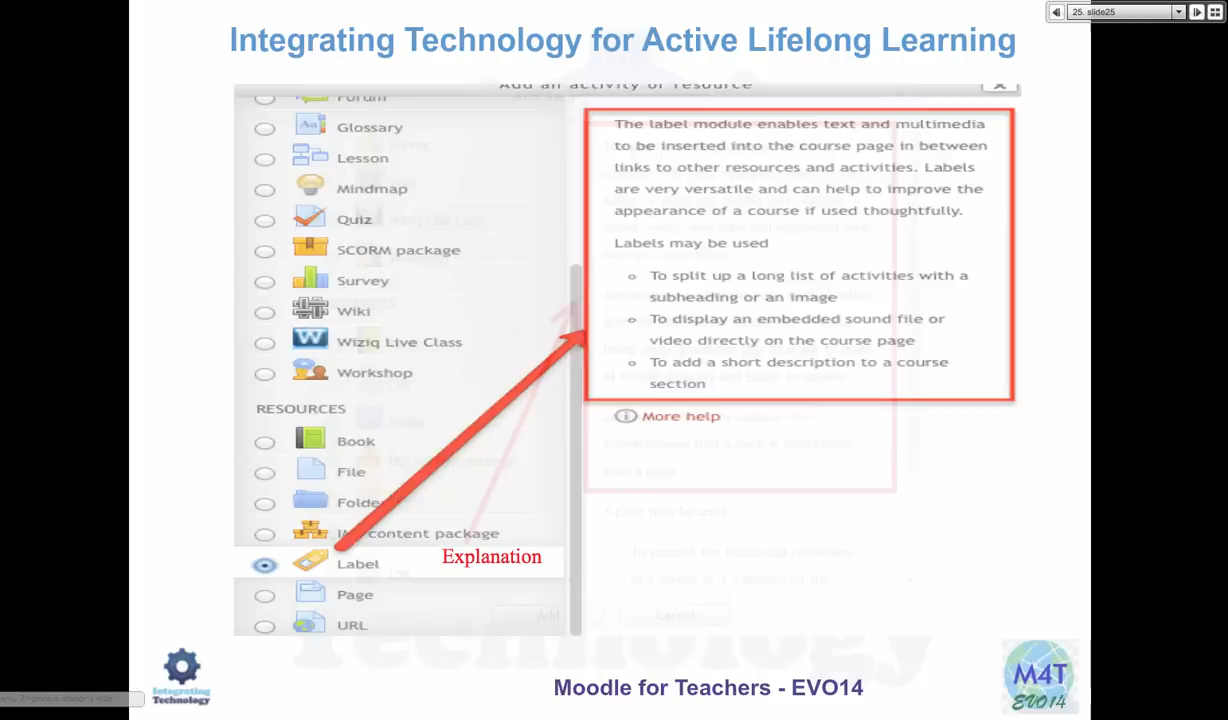 25. slide25
Integrating Technology for Active Lifelong Learning
Add an activity or resource
Forum
Glossary
Lesson
Mindmap
Quiz
SCORM package
Survey
Wiki
Wiziq Live Class
Workshop
RESOURCES
Book
File
Folder
content package
Label
Page
URL
The label module enables text and multimedia
to be inserted into the course page in between
links to other resources and activities. Labels
are very versatile and can help to improve the
appearance of a course if used thoughtfully.
Labels may be used
To split up a long list of activities with a
subheading or an image
To display an embedded sound file or
video directly on the course page
To add a short description to a course
section
More help
Explanation
Add
Cancel
Technology
Integrating
Technology
Moodle for Teachers - EVO14
M4T
EVO14